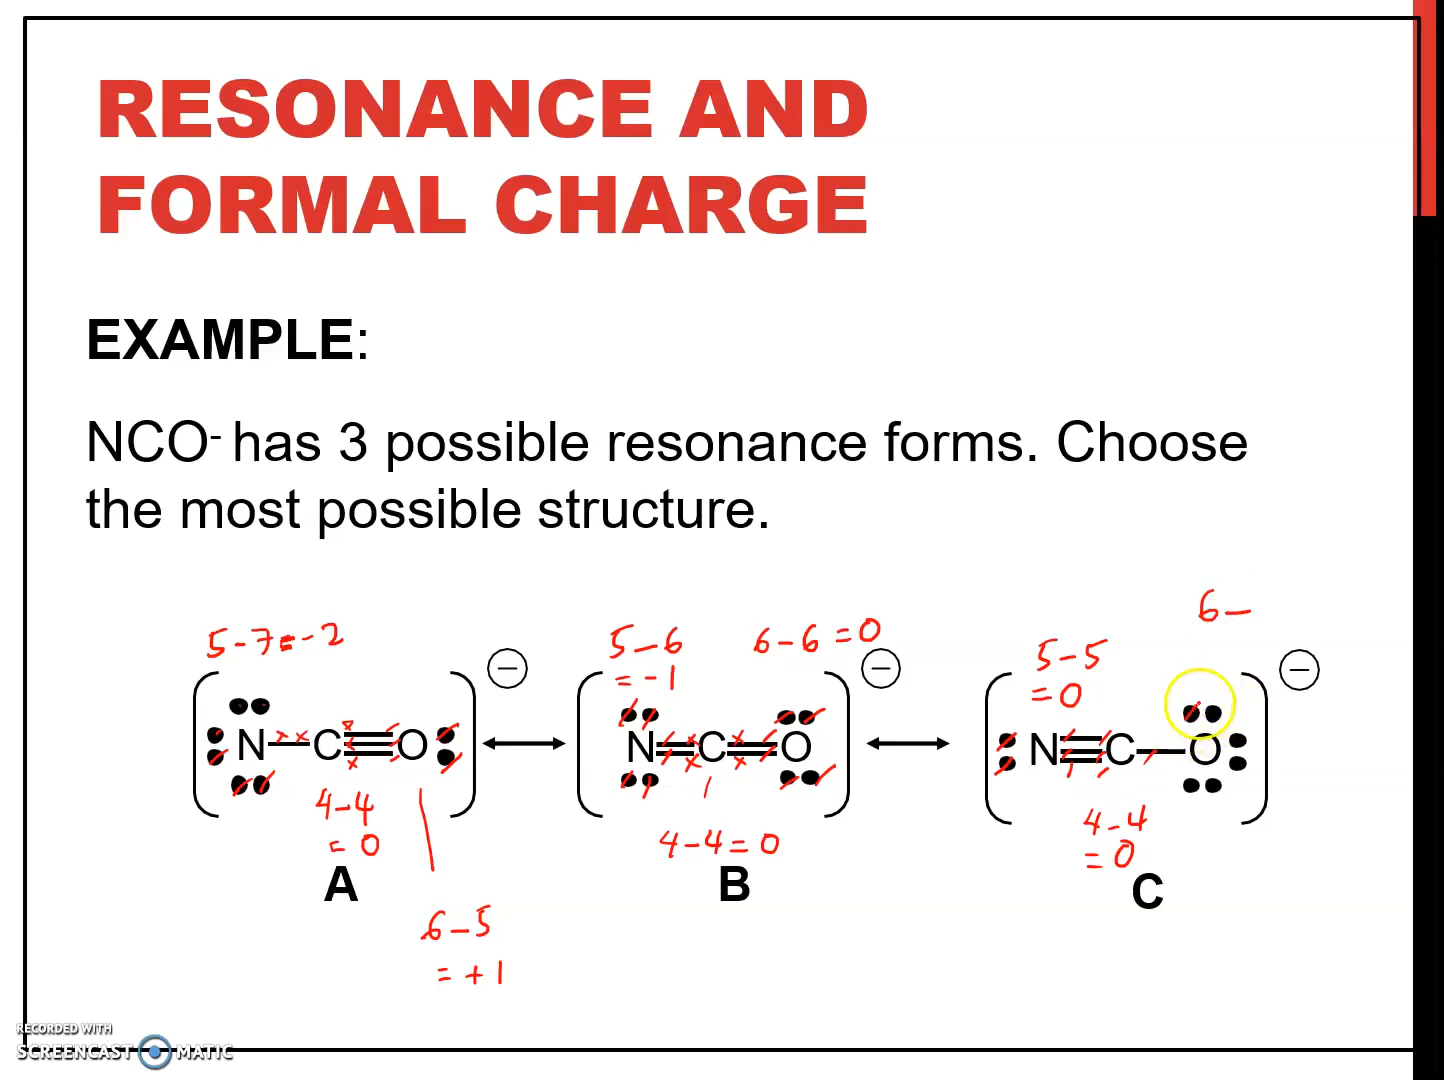 RESONANCE AND
FORMAL CHARGE
EXAMPLE:
NCO- has 3 possible resonance forms. Choose
the most possible structure.
6 –
5 – 7 = – 2
5 – 6
= – 1
6 – 6 = 0
5 – 5
= 0
N–C≡O
N=C=O
N≡C–O
4 – 4
= 0
4 – 4 = 0
4 – 4
= 0
A
B
C
6 – 5
= + 1
RECORDED WITH
SCREENCAST MATIC